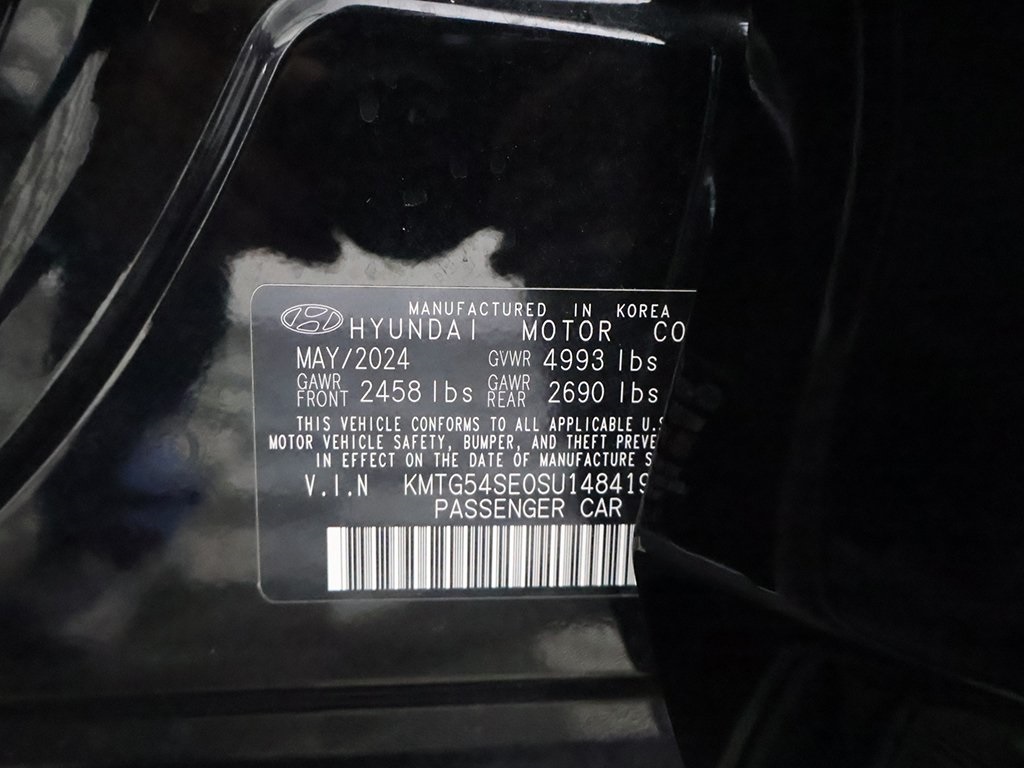 MANUFACTURED IN KOREA
HYUNDAI MOTOR CO
MAY/2024 GVWR 4993 lbs
GAWR FRONT 2458 lbs GAWR REAR 2690 lbs
THIS VEHICLE CONFORMS TO ALL APPLICABLE U.S
MOTOR VEHICLE SAFETY, BUMPER, AND THEFT PREVE
IN EFFECT ON THE DATE OF MANUFACTURE S
V.I.N KMTG54SE0SU148419
PASSENGER CAR